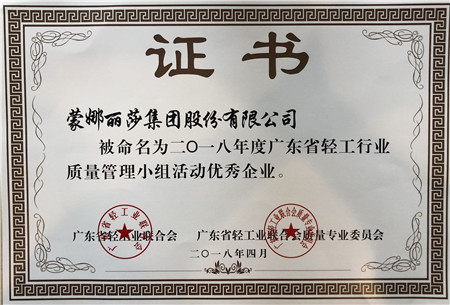 证书
蒙娜丽莎集团股份有限公司
被命名为二〇一八年度广东省轻工行业
质量管理小组活动优秀企业。
广东省轻工业联合会 广东省轻工业联合会质量专业委员会
二〇一八年四月